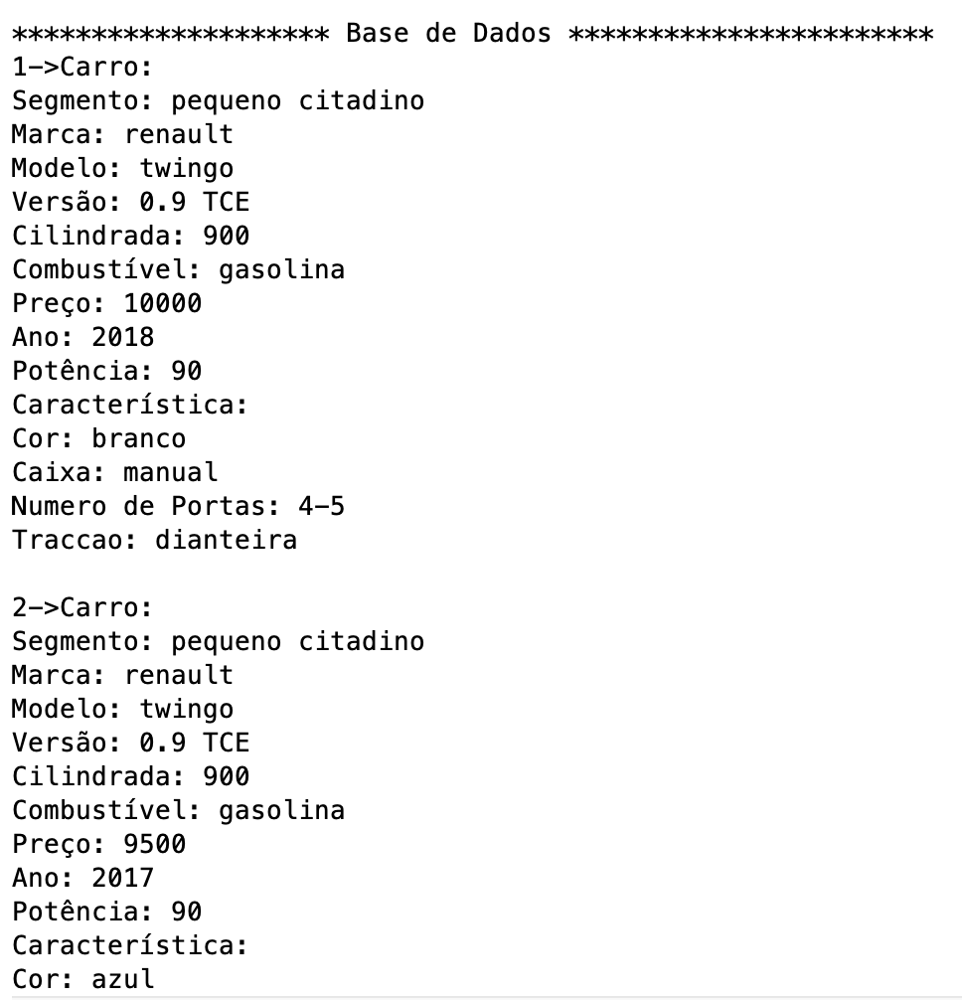 ******************** Base de Dados ***********************
1->Carro:
Segmento: pequeno citadino
Marca: renault
Modelo: twingo
Versão: 0.9 TCE
Cilindrada: 900
Combustível: gasolina
Preço: 10000
Ano: 2018
Potência: 90
Característica:
Cor: branco
Caixa: manual
Numero de Portas: 4-5
Traccao: dianteira

2->Carro:
Segmento: pequeno citadino
Marca: renault
Modelo: twingo
Versão: 0.9 TCE
Cilindrada: 900
Combustível: gasolina
Preço: 9500
Ano: 2017
Potência: 90
Característica:
Cor: azul